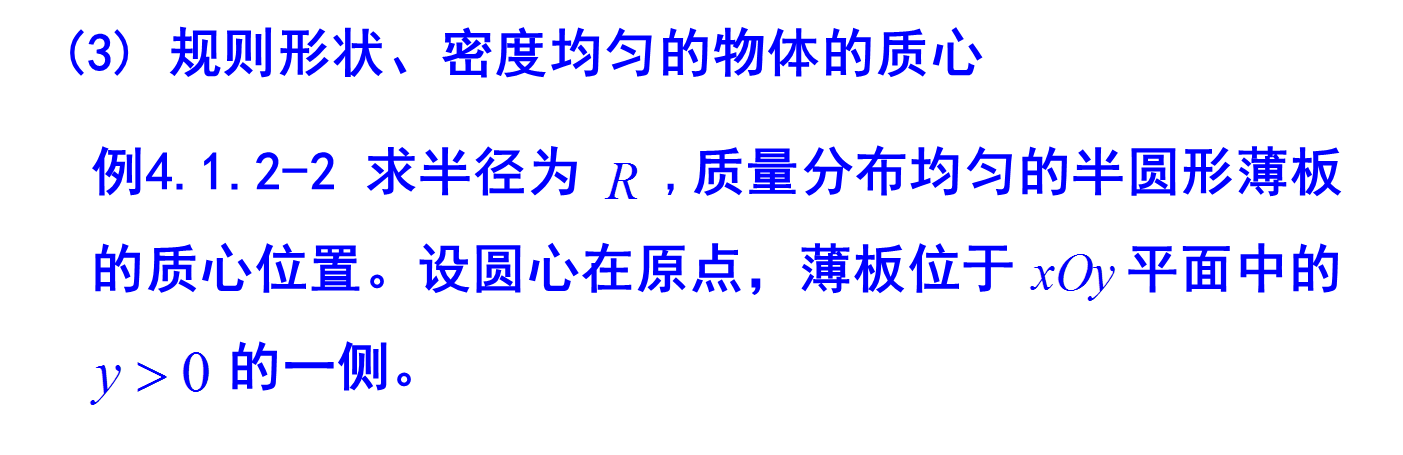 (3) 规则形状、密度均匀的物体的质心
例4.1.2-2 求半径为 R ,质量分布均匀的半圆形薄板
的质心位置。设圆心在原点，薄板位于 xOy 平面中的
y > 0 的一侧。